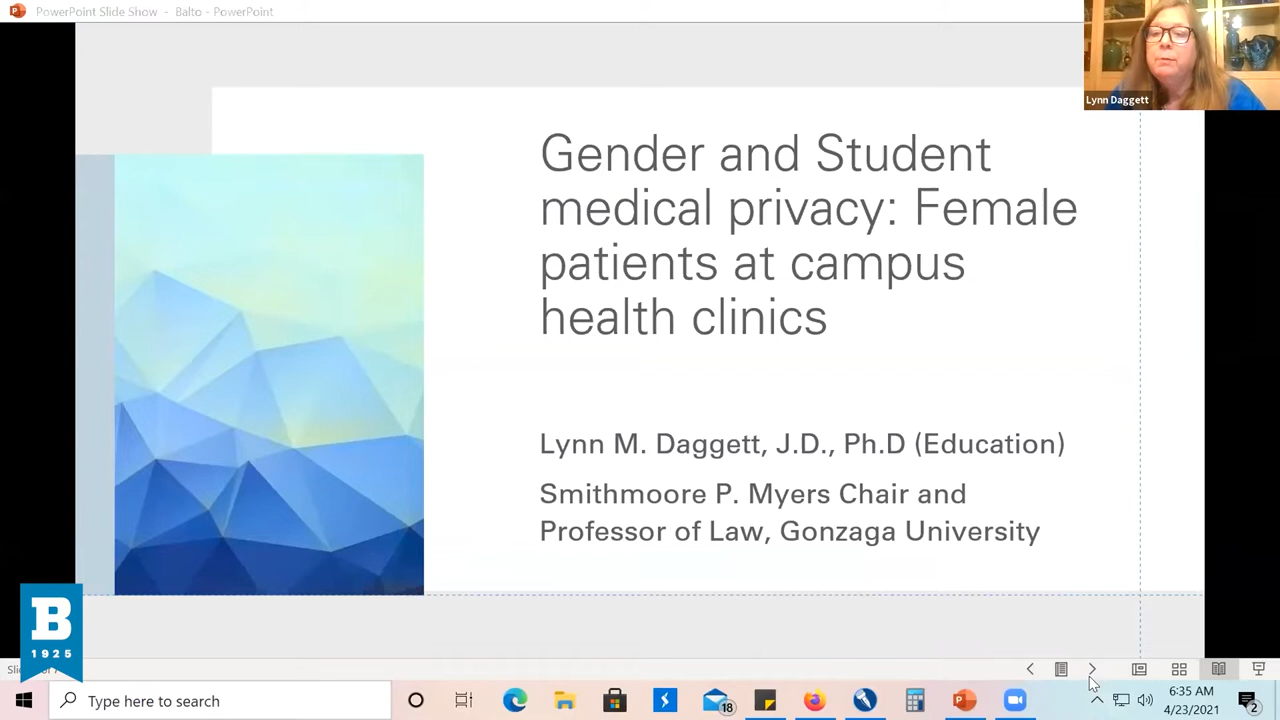 PowerPoint Slide Show - Balto - PowerPoint
Lynn Daggett
Gender and Student
medical privacy: Female
patients at campus
health clinics
Lynn M. Daggett, J.D., Ph.D (Education)
Smithmoore P. Myers Chair and
Professor of Law, Gonzaga University
B
1925
Type here to search
18
6:35 AM
4/23/2021
2